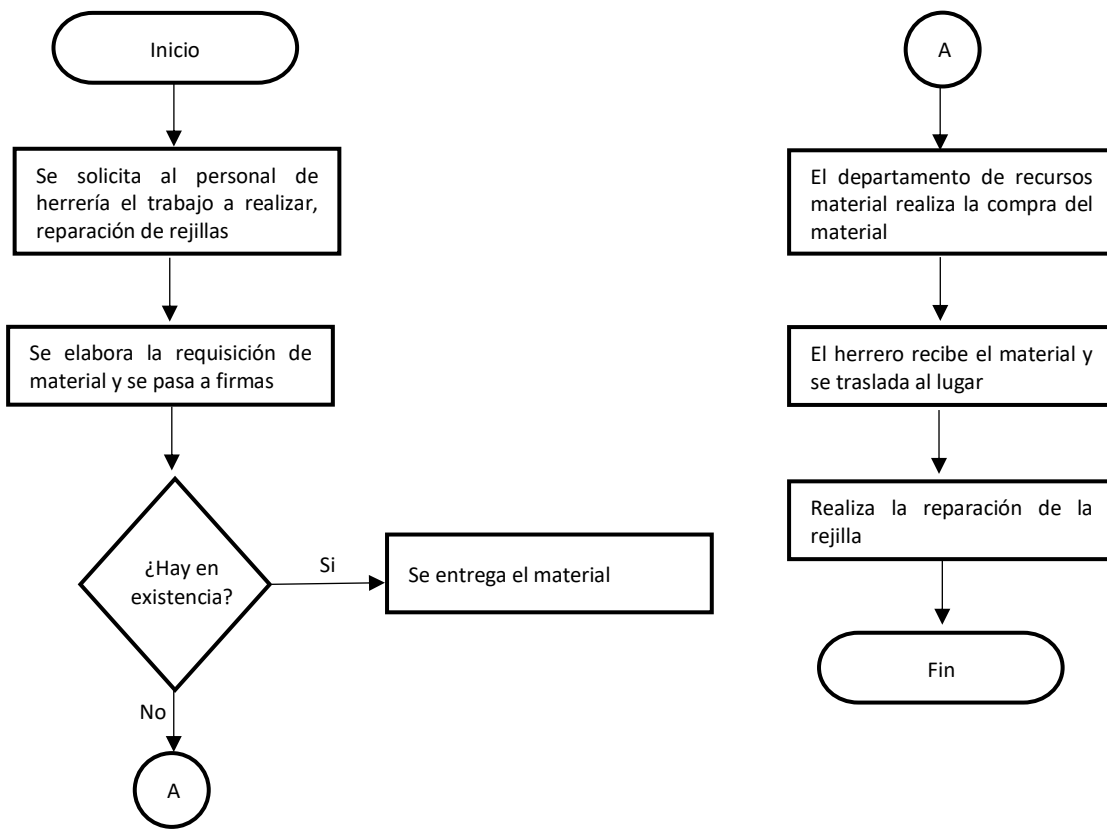 Inicio
Se solicita al personal de
herrería el trabajo a realizar,
reparación de rejillas
Se elabora la requisición de
material y se pasa a firmas
¿Hay en
existencia?
Si
Se entrega el material
No
A
A
El departamento de recursos
material realiza la compra del
material
El herrero recibe el material y
se traslada al lugar
Realiza la reparación de la
rejilla
Fin